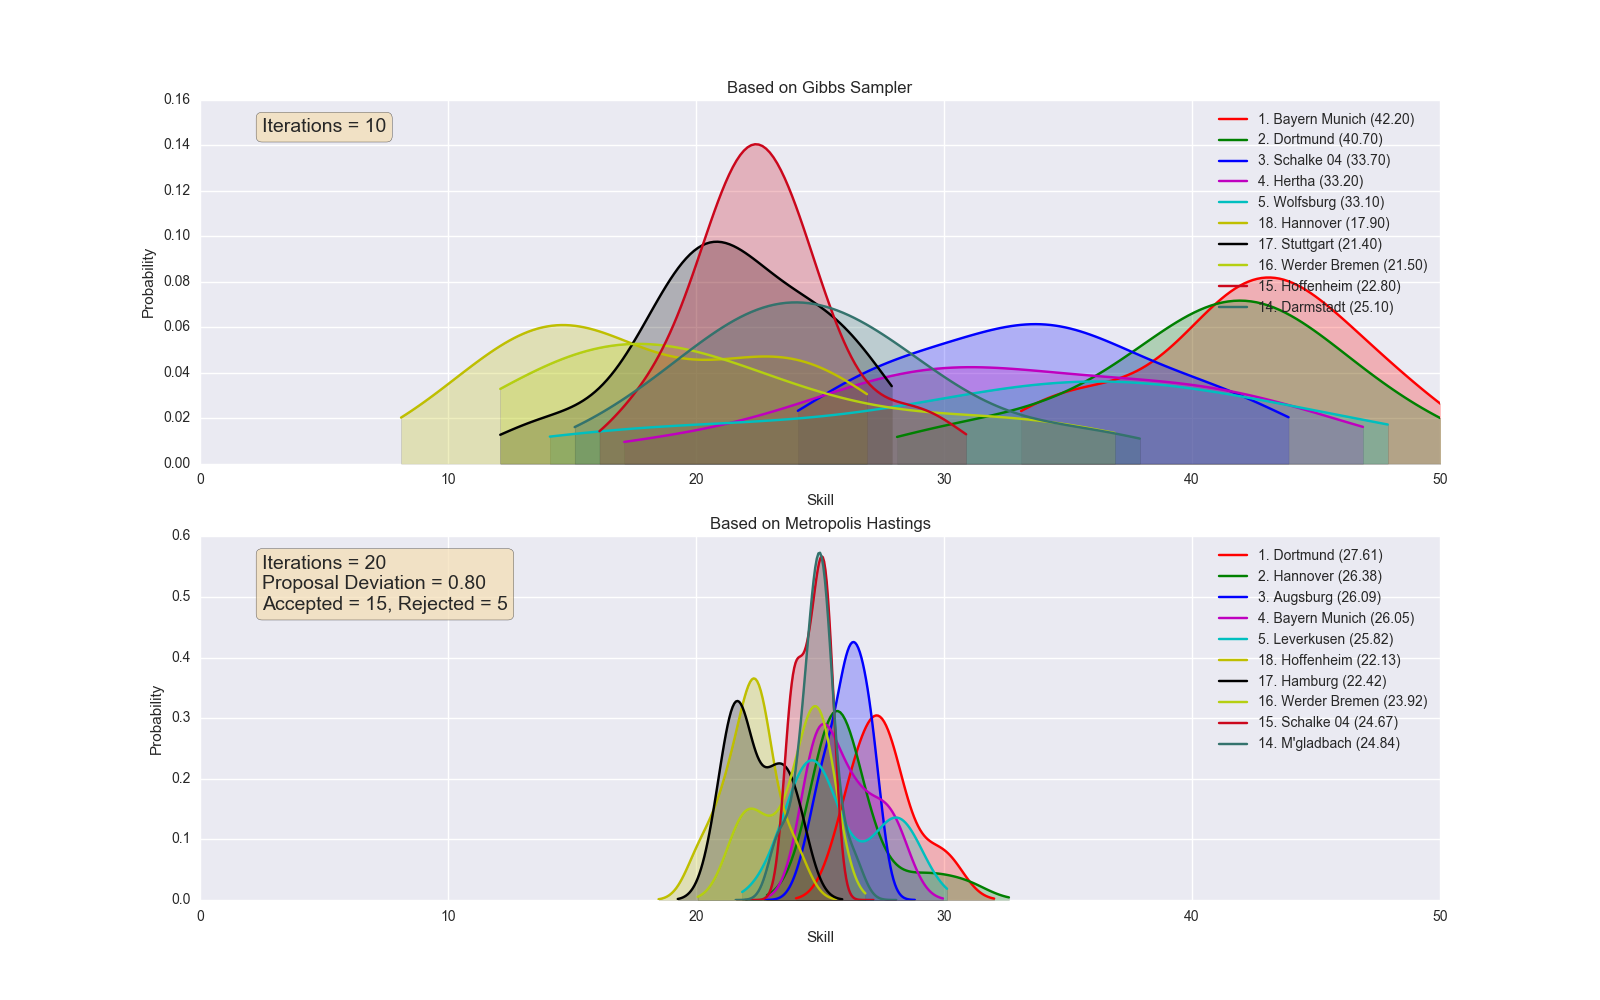 Based on Gibbs Sampler
0.16
0.14
0.12
0.10
0.08
0.06
0.04
0.02
0.00
Probability
Iterations = 10
1. Bayern Munich (42.20)
2. Dortmund (40.70)
3. Schalke 04 (33.70)
4. Hertha (33.20)
5. Wolfsburg (33.10)
18. Hannover (17.90)
17. Stuttgart (21.40)
16. Werder Bremen (21.50)
15. Hoffenheim (22.80)
14. Darmstadt (25.10)
0 10 20 30 40 50
Skill
Based on Metropolis Hastings
0.6
0.5
0.4
0.3
0.2
0.1
0.0
Probability
Iterations = 20
Proposal Deviation = 0.80
Accepted = 15, Rejected = 5
1. Dortmund (27.61)
2. Hannover (26.38)
3. Augsburg (26.09)
4. Bayern Munich (26.05)
5. Leverkusen (25.82)
18. Hoffenheim (22.13)
17. Hamburg (22.42)
16. Werder Bremen (23.92)
15. Schalke 04 (24.67)
14. M'gladbach (24.84)
0 10 20 30 40 50
Skill